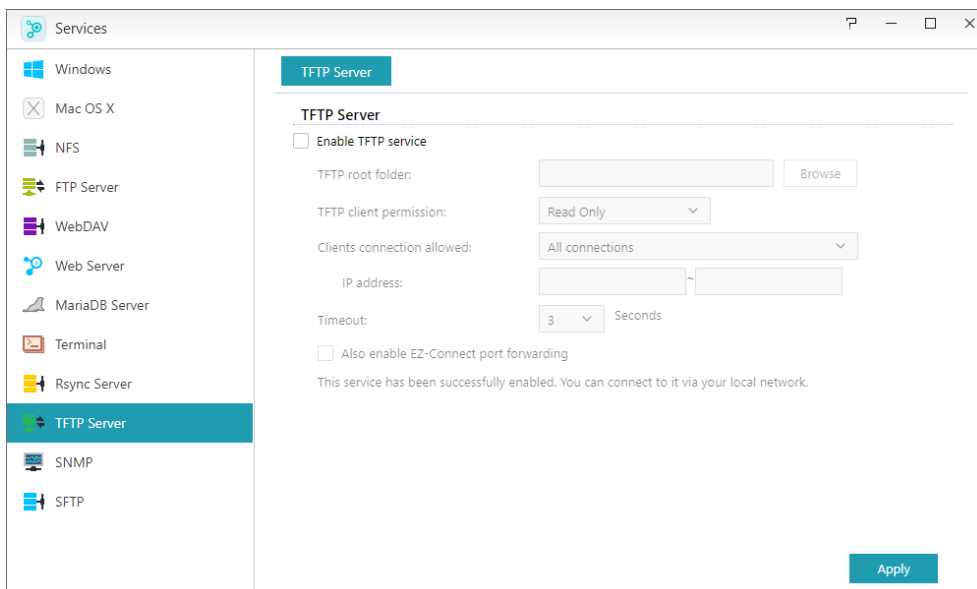 Services
Windows
Mac OS X
NFS
FTP Server
WebDAV
Web Server
MariaDB Server
Terminal
Rsync Server
TFTP Server
SNMP
SFTP
TFTP Server
TFTP Server
Enable TFTP service
TFTP root folder: Browse
TFTP client permission: Read Only
Clients connection allowed: All connections
IP address: ~
Timeout: 3 Seconds
Also enable EZ-Connect port forwarding
This service has been successfully enabled. You can connect to it via your local network.
Apply